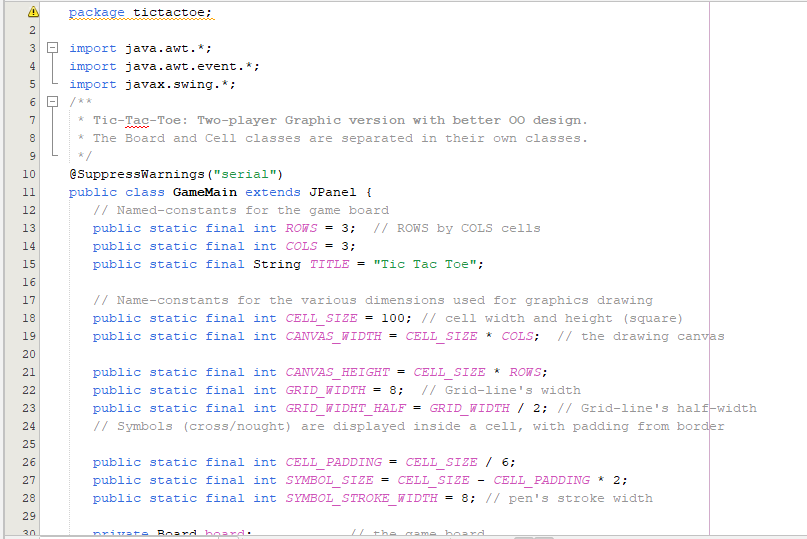 package tictactoe;
2
3 import java.awt.*;
4 import java.awt.event.*;
5 import javax.swing.*;
6 /**
7 * Tic-Tac-Toe: Two-player Graphic version with better OO design.
8 * The Board and Cell classes are separated in their own classes.
9 */
10 @SuppressWarnings("serial")
11 public class GameMain extends JPanel {
12 // Named-constants for the game board
13 public static final int ROWS = 3;  // ROWS by COLS cells
14 public static final int COLS = 3;
15 public static final String TITLE = "Tic Tac Toe";
16
17 // Name-constants for the various dimensions used for graphics drawing
18 public static final int CELL_SIZE = 100; // cell width and height (square)
19 public static final int CANVAS_WIDTH = CELL_SIZE * COLS;  // the drawing canvas
20
21 public static final int CANVAS_HEIGHT = CELL_SIZE * ROWS;
22 public static final int GRID_WIDTH = 8;  // Grid-line's width
23 public static final int GRID_WIDHT_HALF = GRID_WIDTH / 2; // Grid-line's half-width
24 // Symbols (cross/nought) are displayed inside a cell, with padding from border
25
26 public static final int CELL_PADDING = CELL_SIZE / 6;
27 public static final int SYMBOL_SIZE = CELL_SIZE - CELL_PADDING * 2;
28 public static final int SYMBOL_STROKE_WIDTH = 8; // pen's stroke width
29
30 private Board board; // the game board